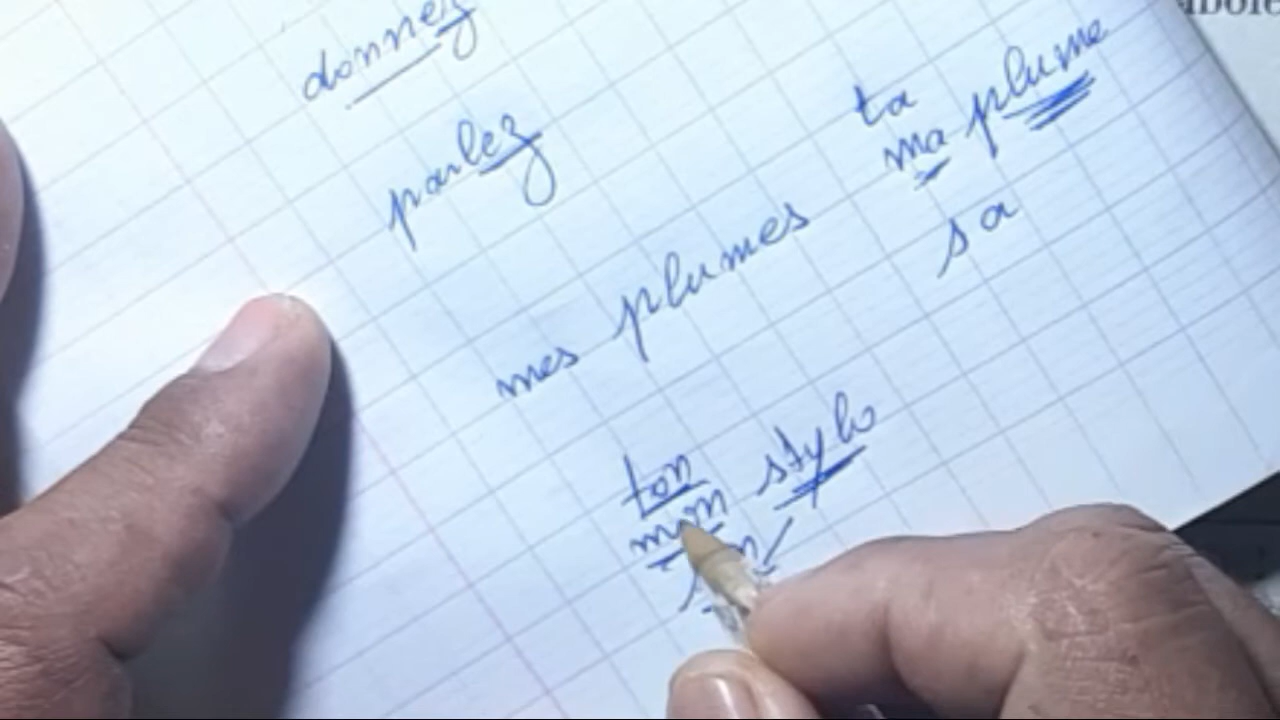 donnez
parlez
ta
ma plume
sa
mes plumes
ton
mon stylo